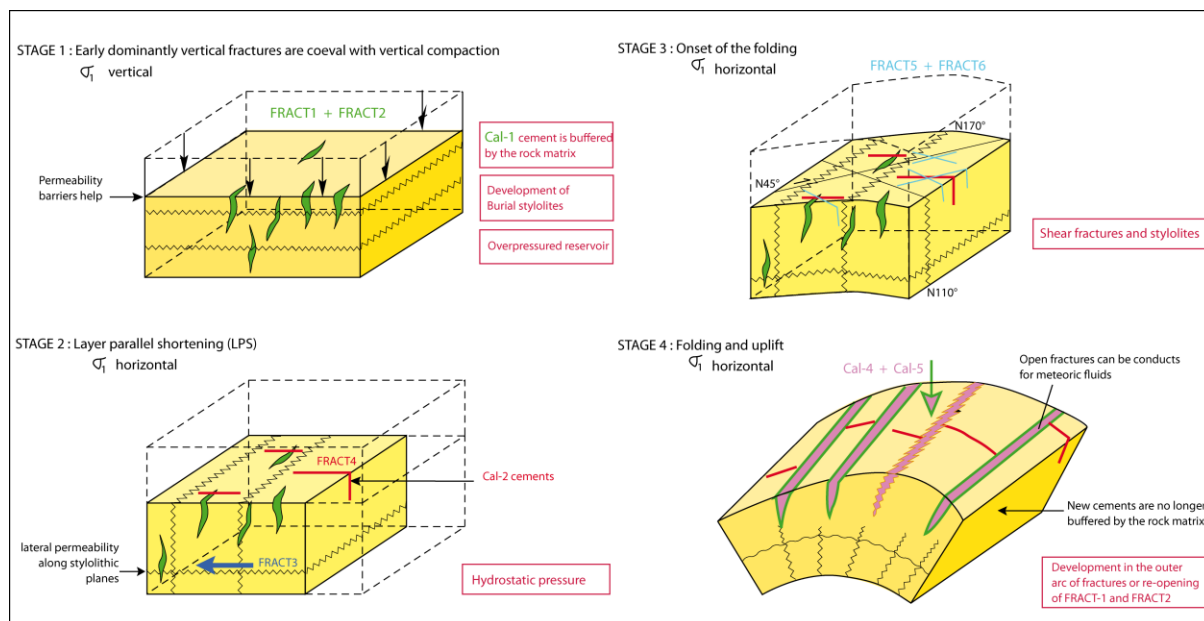 STAGE 1 : Early dominantly vertical fractures are coeval with vertical compaction
σ1 vertical
FRACT1 + FRACT2
Cal-1 cement is buffered
by the rock matrix
Permeability
barriers help
Development of
Burial stylolites
Overpressured reservoir
STAGE 2 : Layer parallel shortening (LPS)
σ1 horizontal
FRACT4
Cal-2 cements
lateral permeability
along stylolithic
planes
FRACT3
Hydrostatic pressure
STAGE 3 : Onset of the folding
σ1 horizontal
FRACT5 + FRACT6
N170°
N45°
Shear fractures and stylolites
N110°
STAGE 4 : Folding and uplift
σ1 horizontal
Cal-4 + Cal-5
Open fractures can be conducts
for meteoric fluids
New cements are no longer
buffered by the rock matrix
Development in the outer
arc of fractures or re-opening
of FRACT-1 and FRACT2